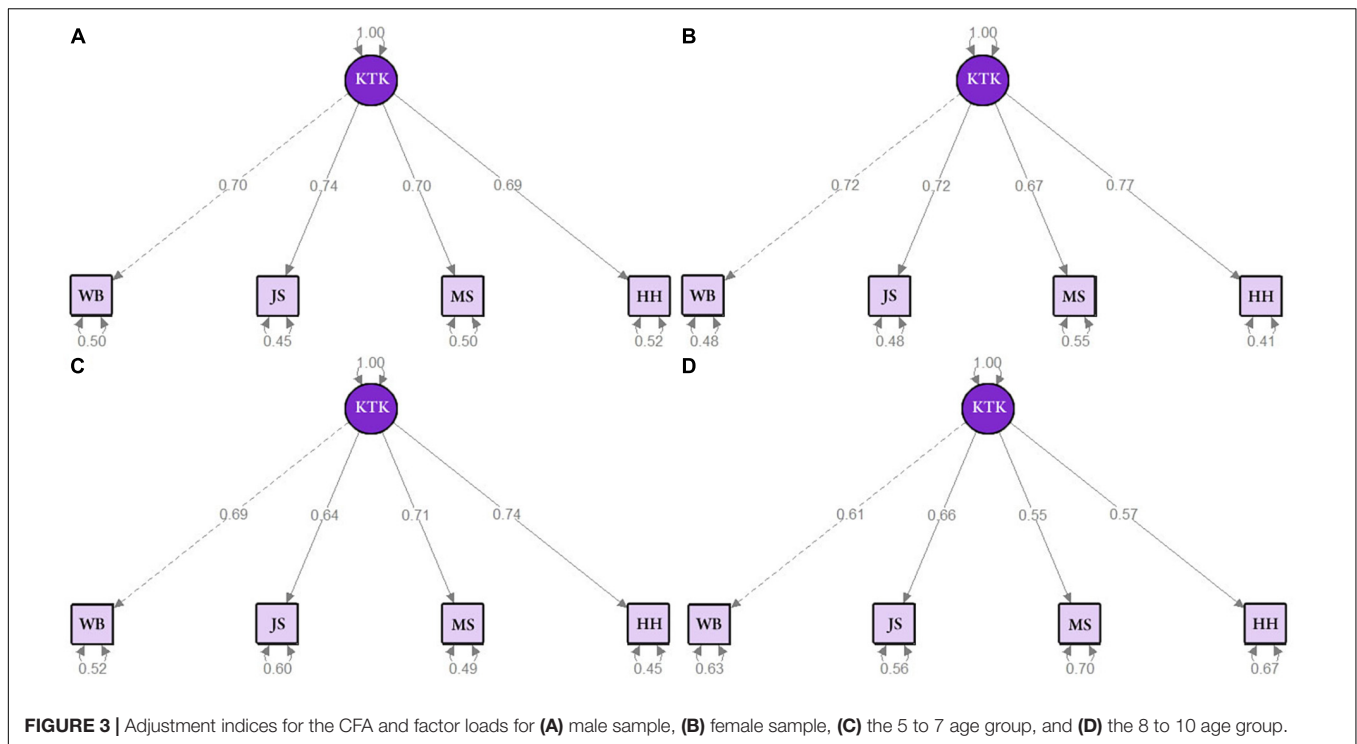 A
1.00
KTK
0.70 0.74 0.70 0.69
WB JS MS HH
0.50 0.45 0.50 0.52
B
1.00
KTK
0.72 0.72 0.67 0.77
WB JS MS HH
0.48 0.48 0.55 0.41
C
1.00
KTK
0.69 0.64 0.71 0.74
WB JS MS HH
0.52 0.60 0.49 0.45
D
1.00
KTK
0.61 0.66 0.55 0.57
WB JS MS HH
0.63 0.56 0.70 0.67
FIGURE 3 | Adjustment indices for the CFA and factor loads for (A) male sample, (B) female sample, (C) the 5 to 7 age group, and (D) the 8 to 10 age group.